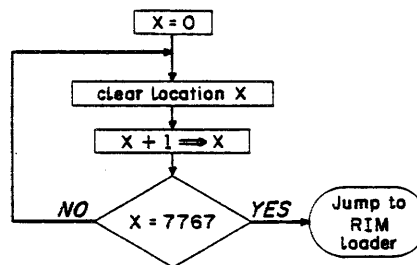 X = 0
clear location X
X + 1 ⟹ X
X = 7767
NO
YES
Jump to
RIM
loader